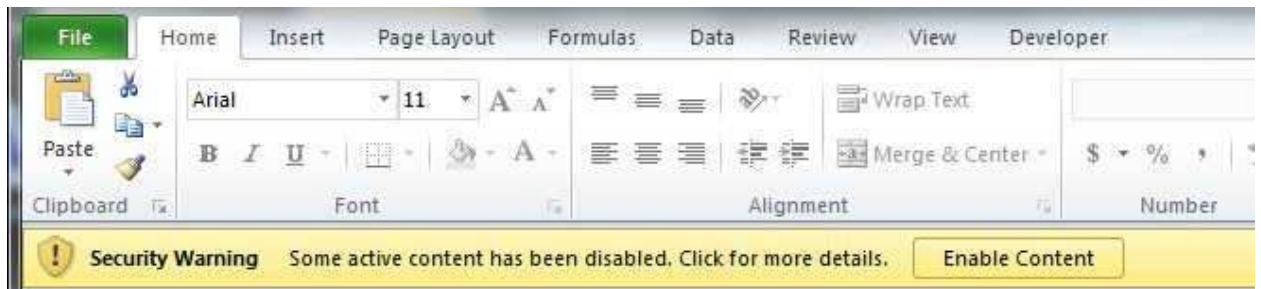 File Home Insert Page Layout Formulas Data Review View Developer
Arial 11 A A Wrap Text
Paste B I U A a Merge & Center $ % ,
Clipboard Font Alignment Number
! Security Warning Some active content has been disabled. Click for more details. Enable Content